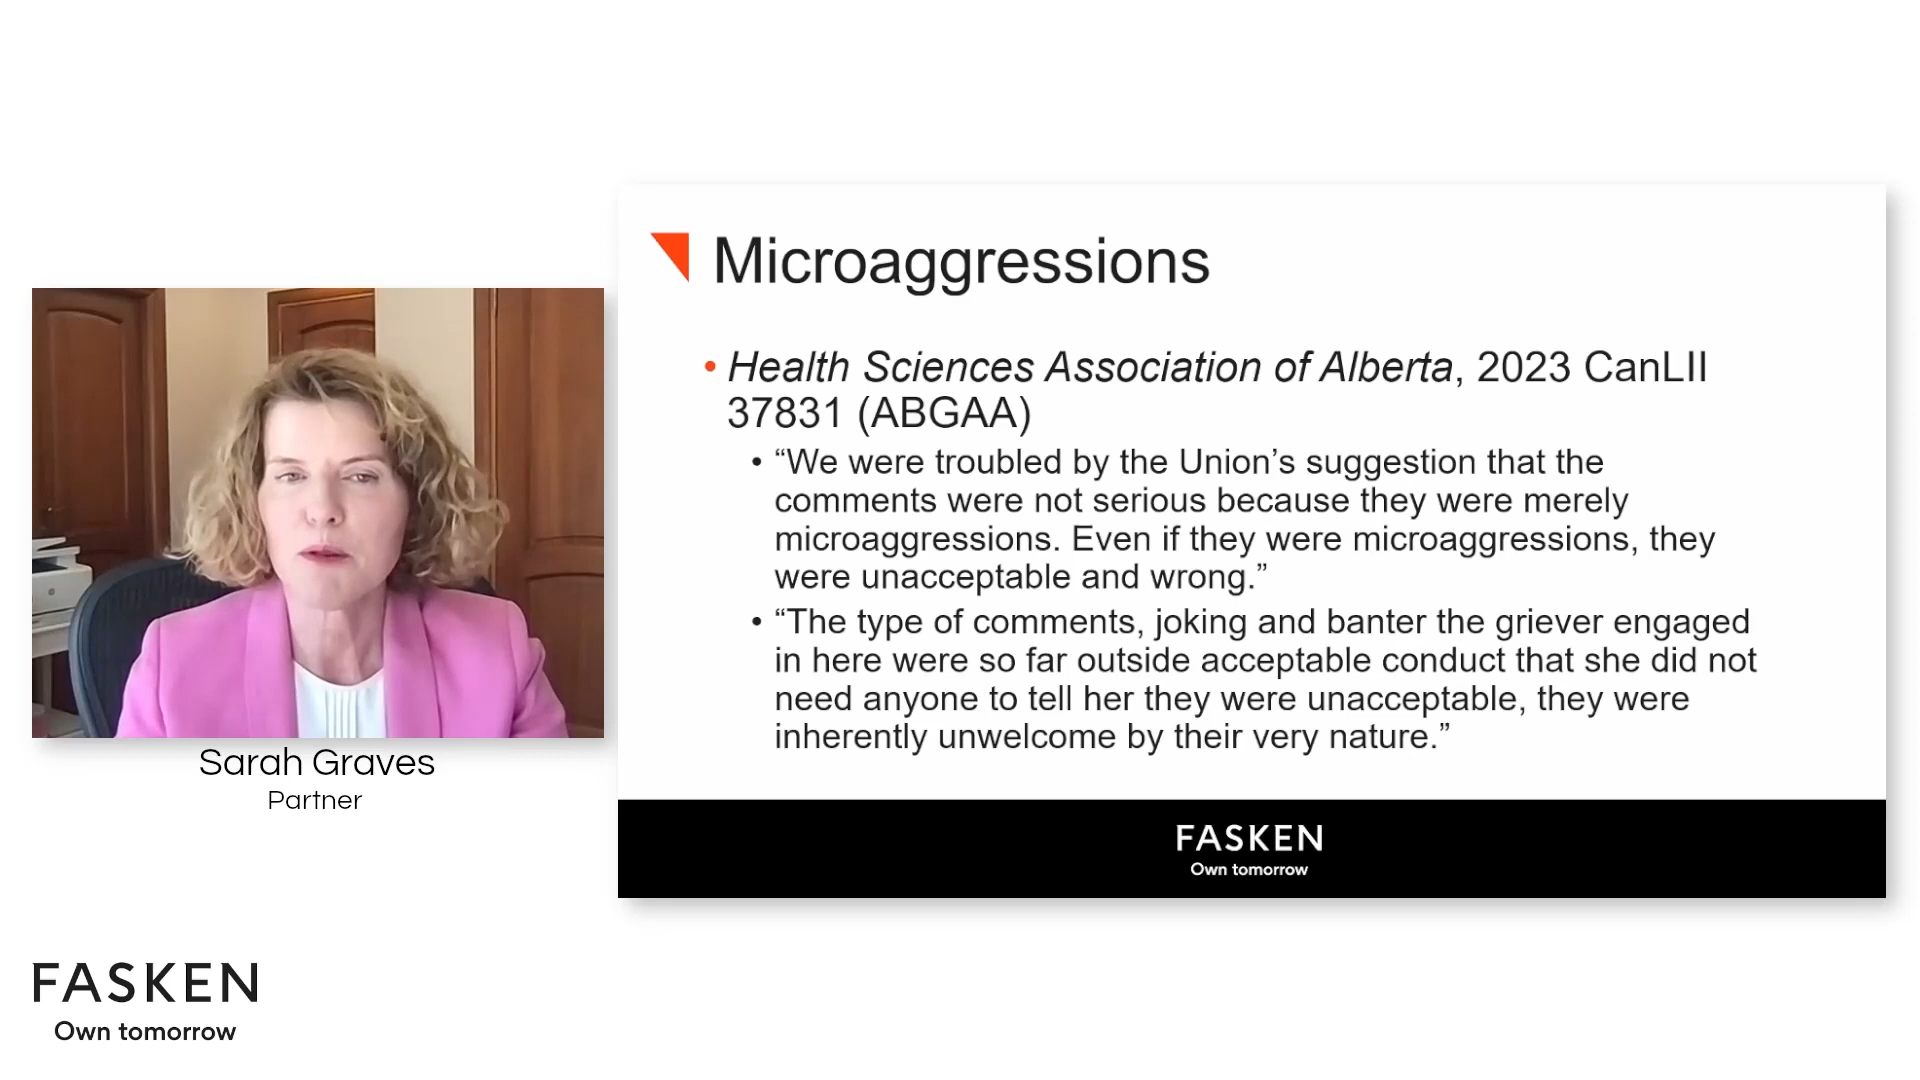 Microaggressions
• Health Sciences Association of Alberta, 2023 CanLII
37831 (ABGAA)
• “We were troubled by the Union’s suggestion that the
comments were not serious because they were merely
microaggressions. Even if they were microaggressions, they
were unacceptable and wrong.”
• “The type of comments, joking and banter the griever engaged
in here were so far outside acceptable conduct that she did not
need anyone to tell her they were unacceptable, they were
inherently unwelcome by their very nature.”
FASKEN
Own tomorrow
Sarah Graves
Partner
FASKEN
Own tomorrow